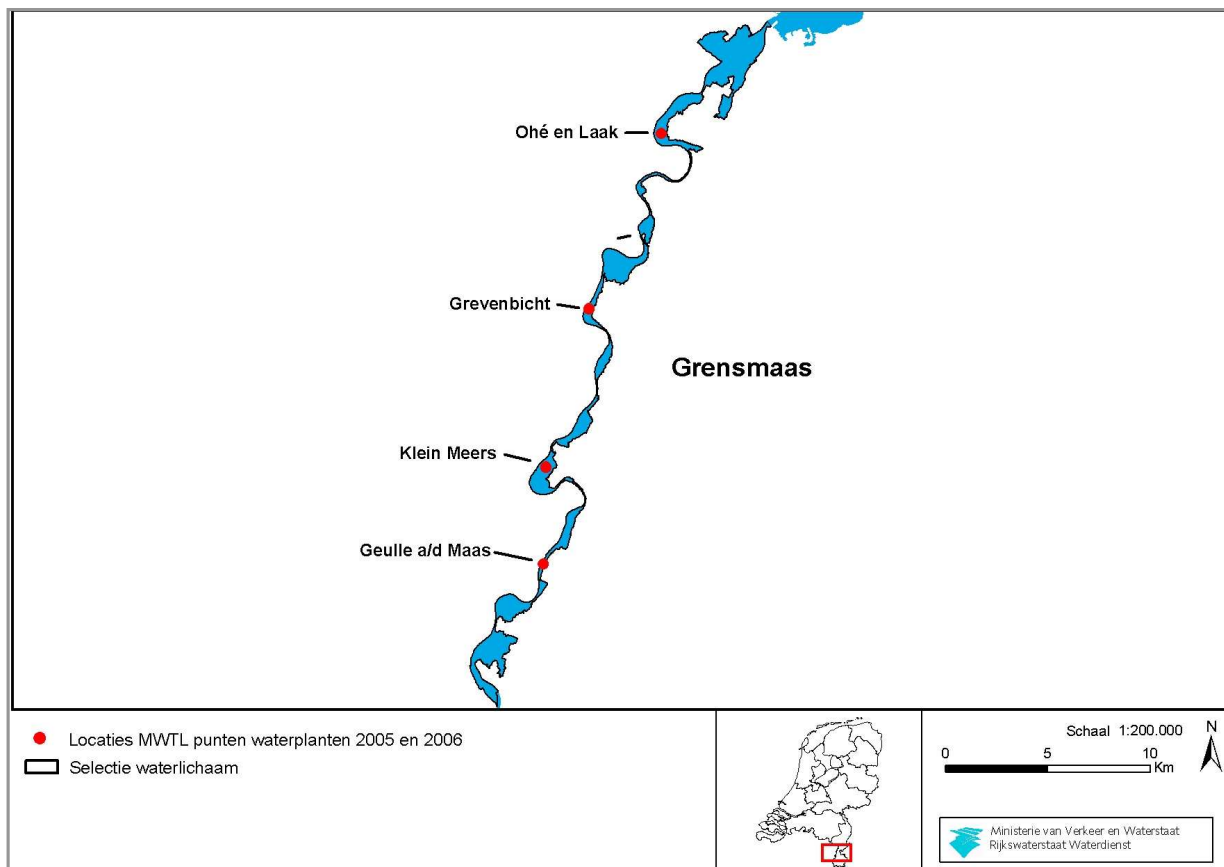 Ohé en Laak
Grevenbicht
Grensmaas
Klein Meers
Geulle a/d Maas
Locaties MWTL punten waterplanten 2005 en 2006
Selectie waterlichaam
Schaal 1:200.000
N
0 5 10
Km
Ministerie van Verkeer en Waterstaat
Rijkswaterstaat Waterdienst